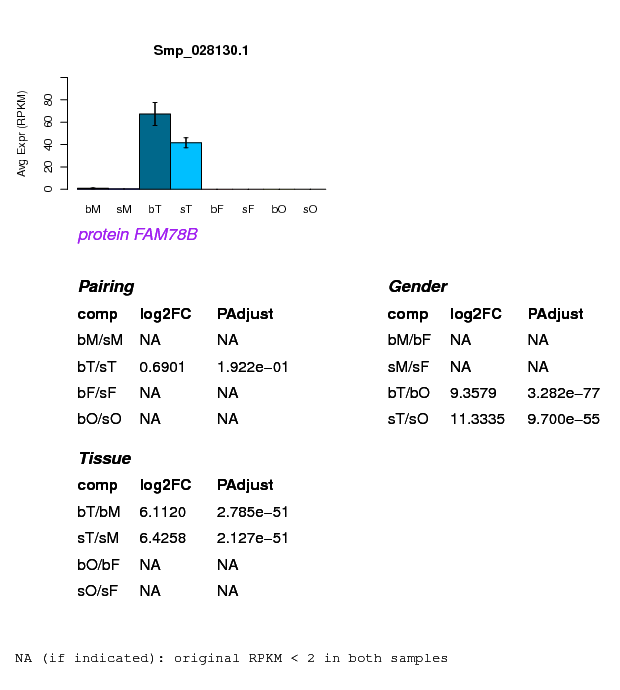 Smp_028130.1
Avg Expr (RPKM)
0 20 40 60 80
bM sM bT sT bF sF bO sO
protein FAM78B
Pairing
comp log2FC PAdjust
bM/sM NA NA
bT/sT 0.6901 1.922e−01
bF/sF NA NA
bO/sO NA NA
Gender
comp log2FC PAdjust
bM/bF NA NA
sM/sF NA NA
bT/bO 9.3579 3.282e−77
sT/sO 11.3335 9.700e−55
Tissue
comp log2FC PAdjust
bT/bM 6.1120 2.785e−51
sT/sM 6.4258 2.127e−51
bO/bF NA NA
sO/sF NA NA
NA (if indicated): original RPKM < 2 in both samples